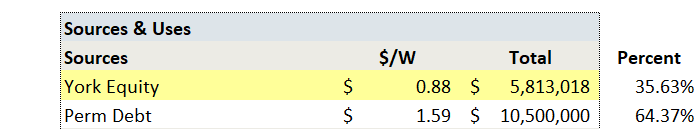 Sources & Uses
Sources $/W Total Percent
York Equity $ 0.88 $ 5,813,018 35.63%
Perm Debt $ 1.59 $ 10,500,000 64.37%